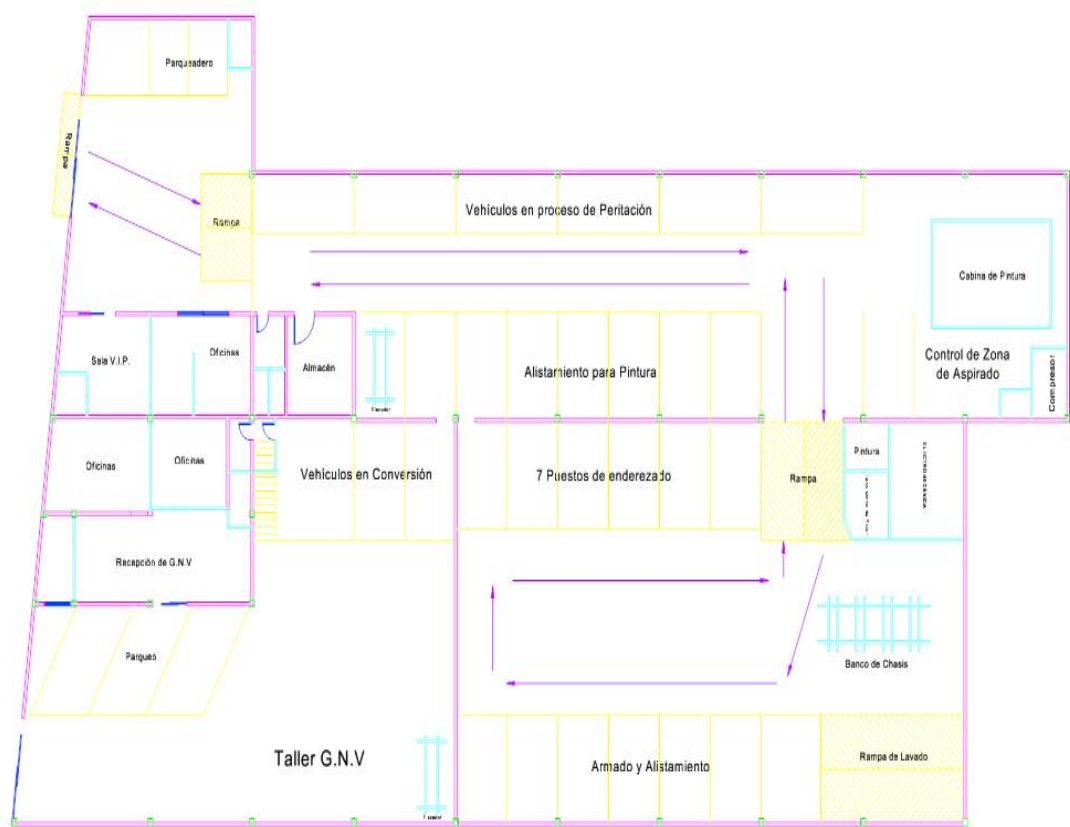 Parqueadero
Rampa
Rampa
Vehículos en proceso de Peritación
Cabina de Pintura
Sala V.I.P.
Oficinas
Almacén
Alistamiento para Pintura
Control de Zona
de Aspirado
Compresor
Oficinas
Oficinas
Vehículos en Conversión
7 Puestos de enderezado
Rampa
Pintura
Recepción de G.N.V
Parqueo
Banco de Chasis
Taller G.N.V
Armado y Alistamiento
Rampa de Lavado